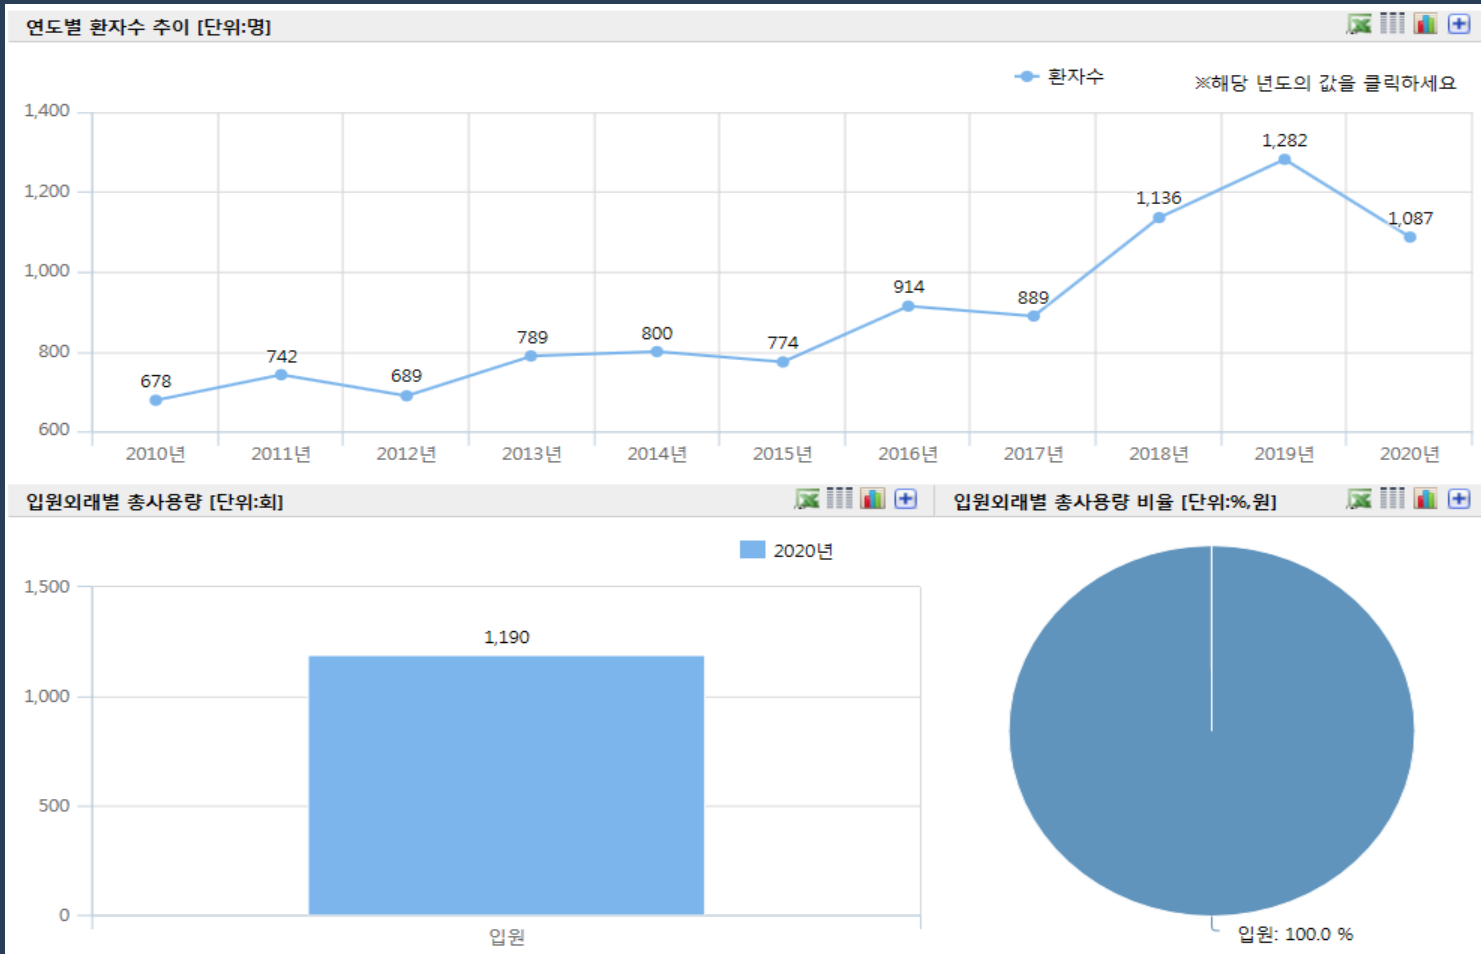 연도별 환자수 추이 [단위:명]
환자수
※해당 년도의 값을 클릭하세요
1,400
1,200
1,000
800
600
678
742
689
789
800
774
914
889
1,136
1,282
1,087
2010년
2011년
2012년
2013년
2014년
2015년
2016년
2017년
2018년
2019년
2020년
입원외래별 총사용량 [단위:회]
2020년
1,500
1,000
500
0
1,190
입원
입원외래별 총사용량 비율 [단위:%,원]
입원: 100.0 %